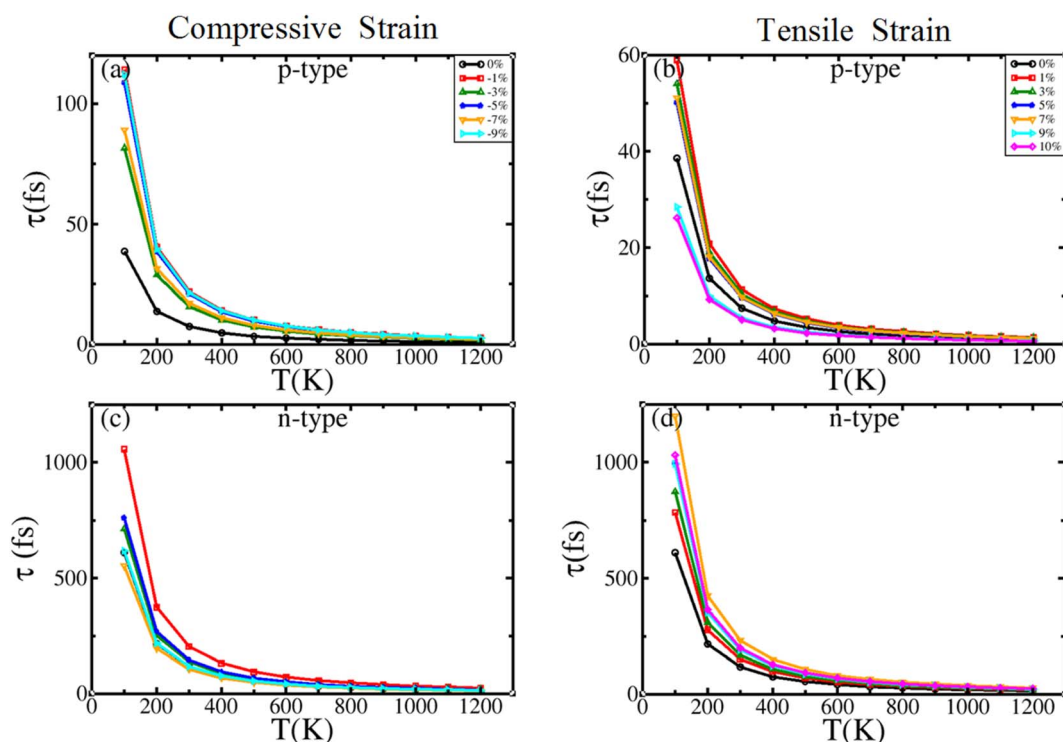 Compressive Strain
Tensile Strain
(a)
p-type
0%
-1%
-3%
-5%
-7%
-9%
100
50
0
τ(fs)
0 200 400 600 800 1000 1200
T(K)
(b)
p-type
0%
1%
3%
5%
7%
9%
10%
60
40
20
0
τ(fs)
0 200 400 600 800 1000 1200
T(K)
(c)
n-type
1000
500
0
τ (fs)
0 200 400 600 800 1000 1200
T(K)
(d)
n-type
1000
500
0
τ(fs)
0 200 400 600 800 1000 1200
T(K)